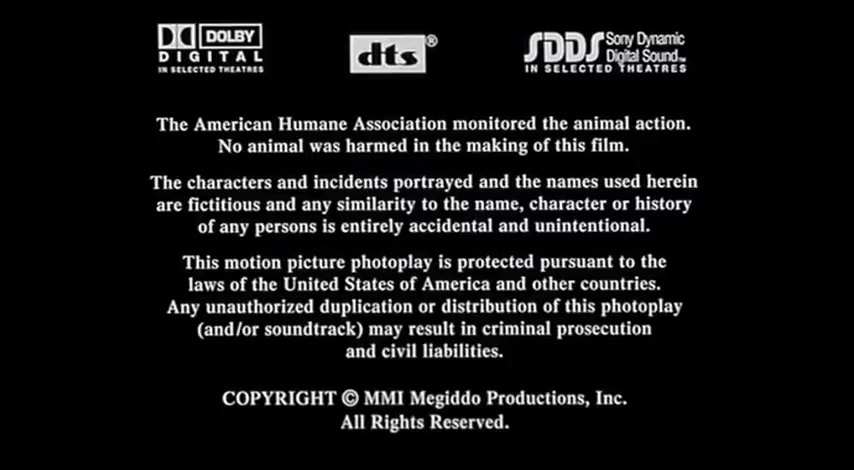 DOLBY
DIGITAL
IN SELECTED THEATRES
dts®
SDDS Sony Dynamic
Digital Sound™
IN SELECTED THEATRES
The American Humane Association monitored the animal action.
No animal was harmed in the making of this film.
The characters and incidents portrayed and the names used herein
are fictitious and any similarity to the name, character or history
of any persons is entirely accidental and unintentional.
This motion picture photoplay is protected pursuant to the
laws of the United States of America and other countries.
Any unauthorized duplication or distribution of this photoplay
(and/or soundtrack) may result in criminal prosecution
and civil liabilities.
COPYRIGHT © MMI Megiddo Productions, Inc.
All Rights Reserved.